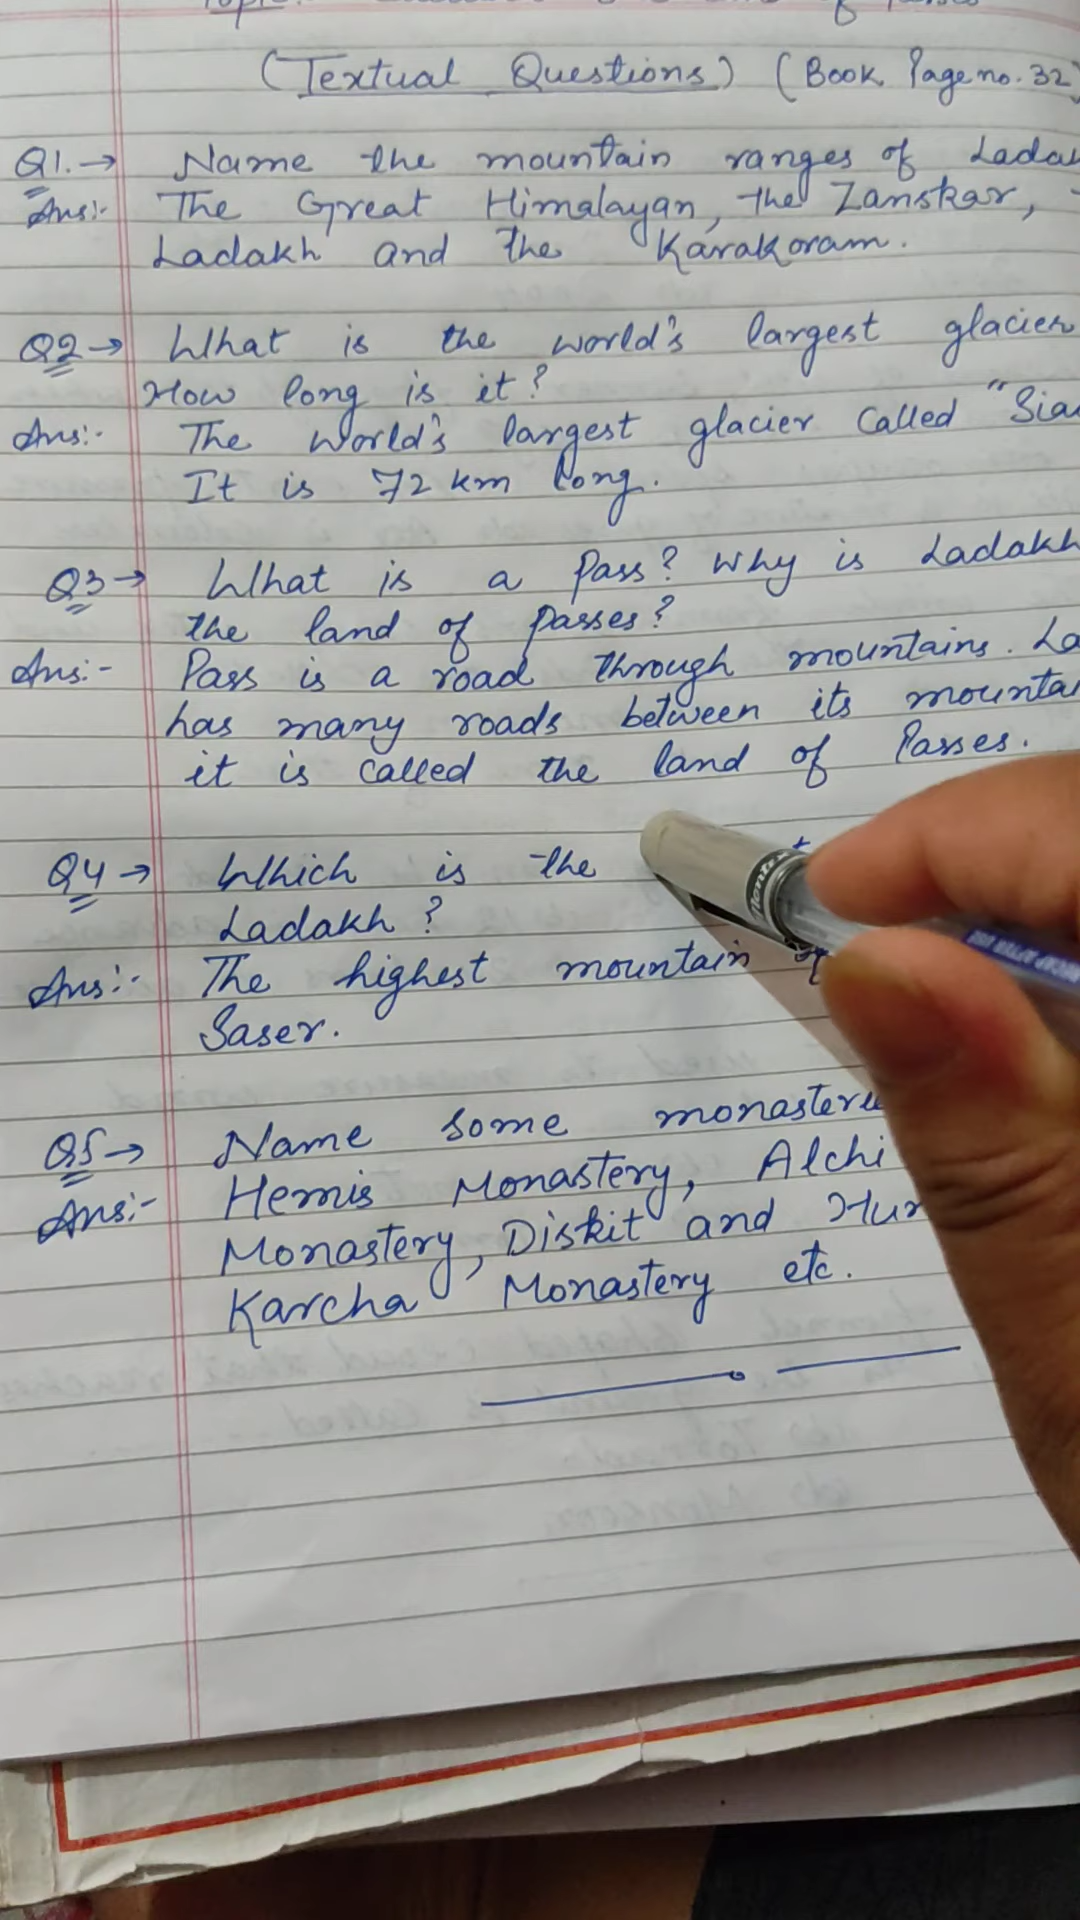 Topic:
(Textual Questions) (Book Page no. 32)
Q1.→ Name the mountain ranges of
Ans:- The Great Himalayan, the Zanskar,
Ladakh and the Karakoram.
Q2→ What is the world's largest glacier
How long is it?
Ans:- The world's largest glacier called "
It is 72 km long.
Q3→ What is a Pass? Why is Ladakh
the land of passes?
Ans:- Pass is a road through mountains.
has many roads between its
it is called the land of Passes.
Q4→ Which is the
Ladakh?
Ans:- The highest mountain of
Saser.
Q5→ Name some
Ans:- Hemis Monastery, Alchi
Monastery, Diskit and
Karcha Monastery etc.